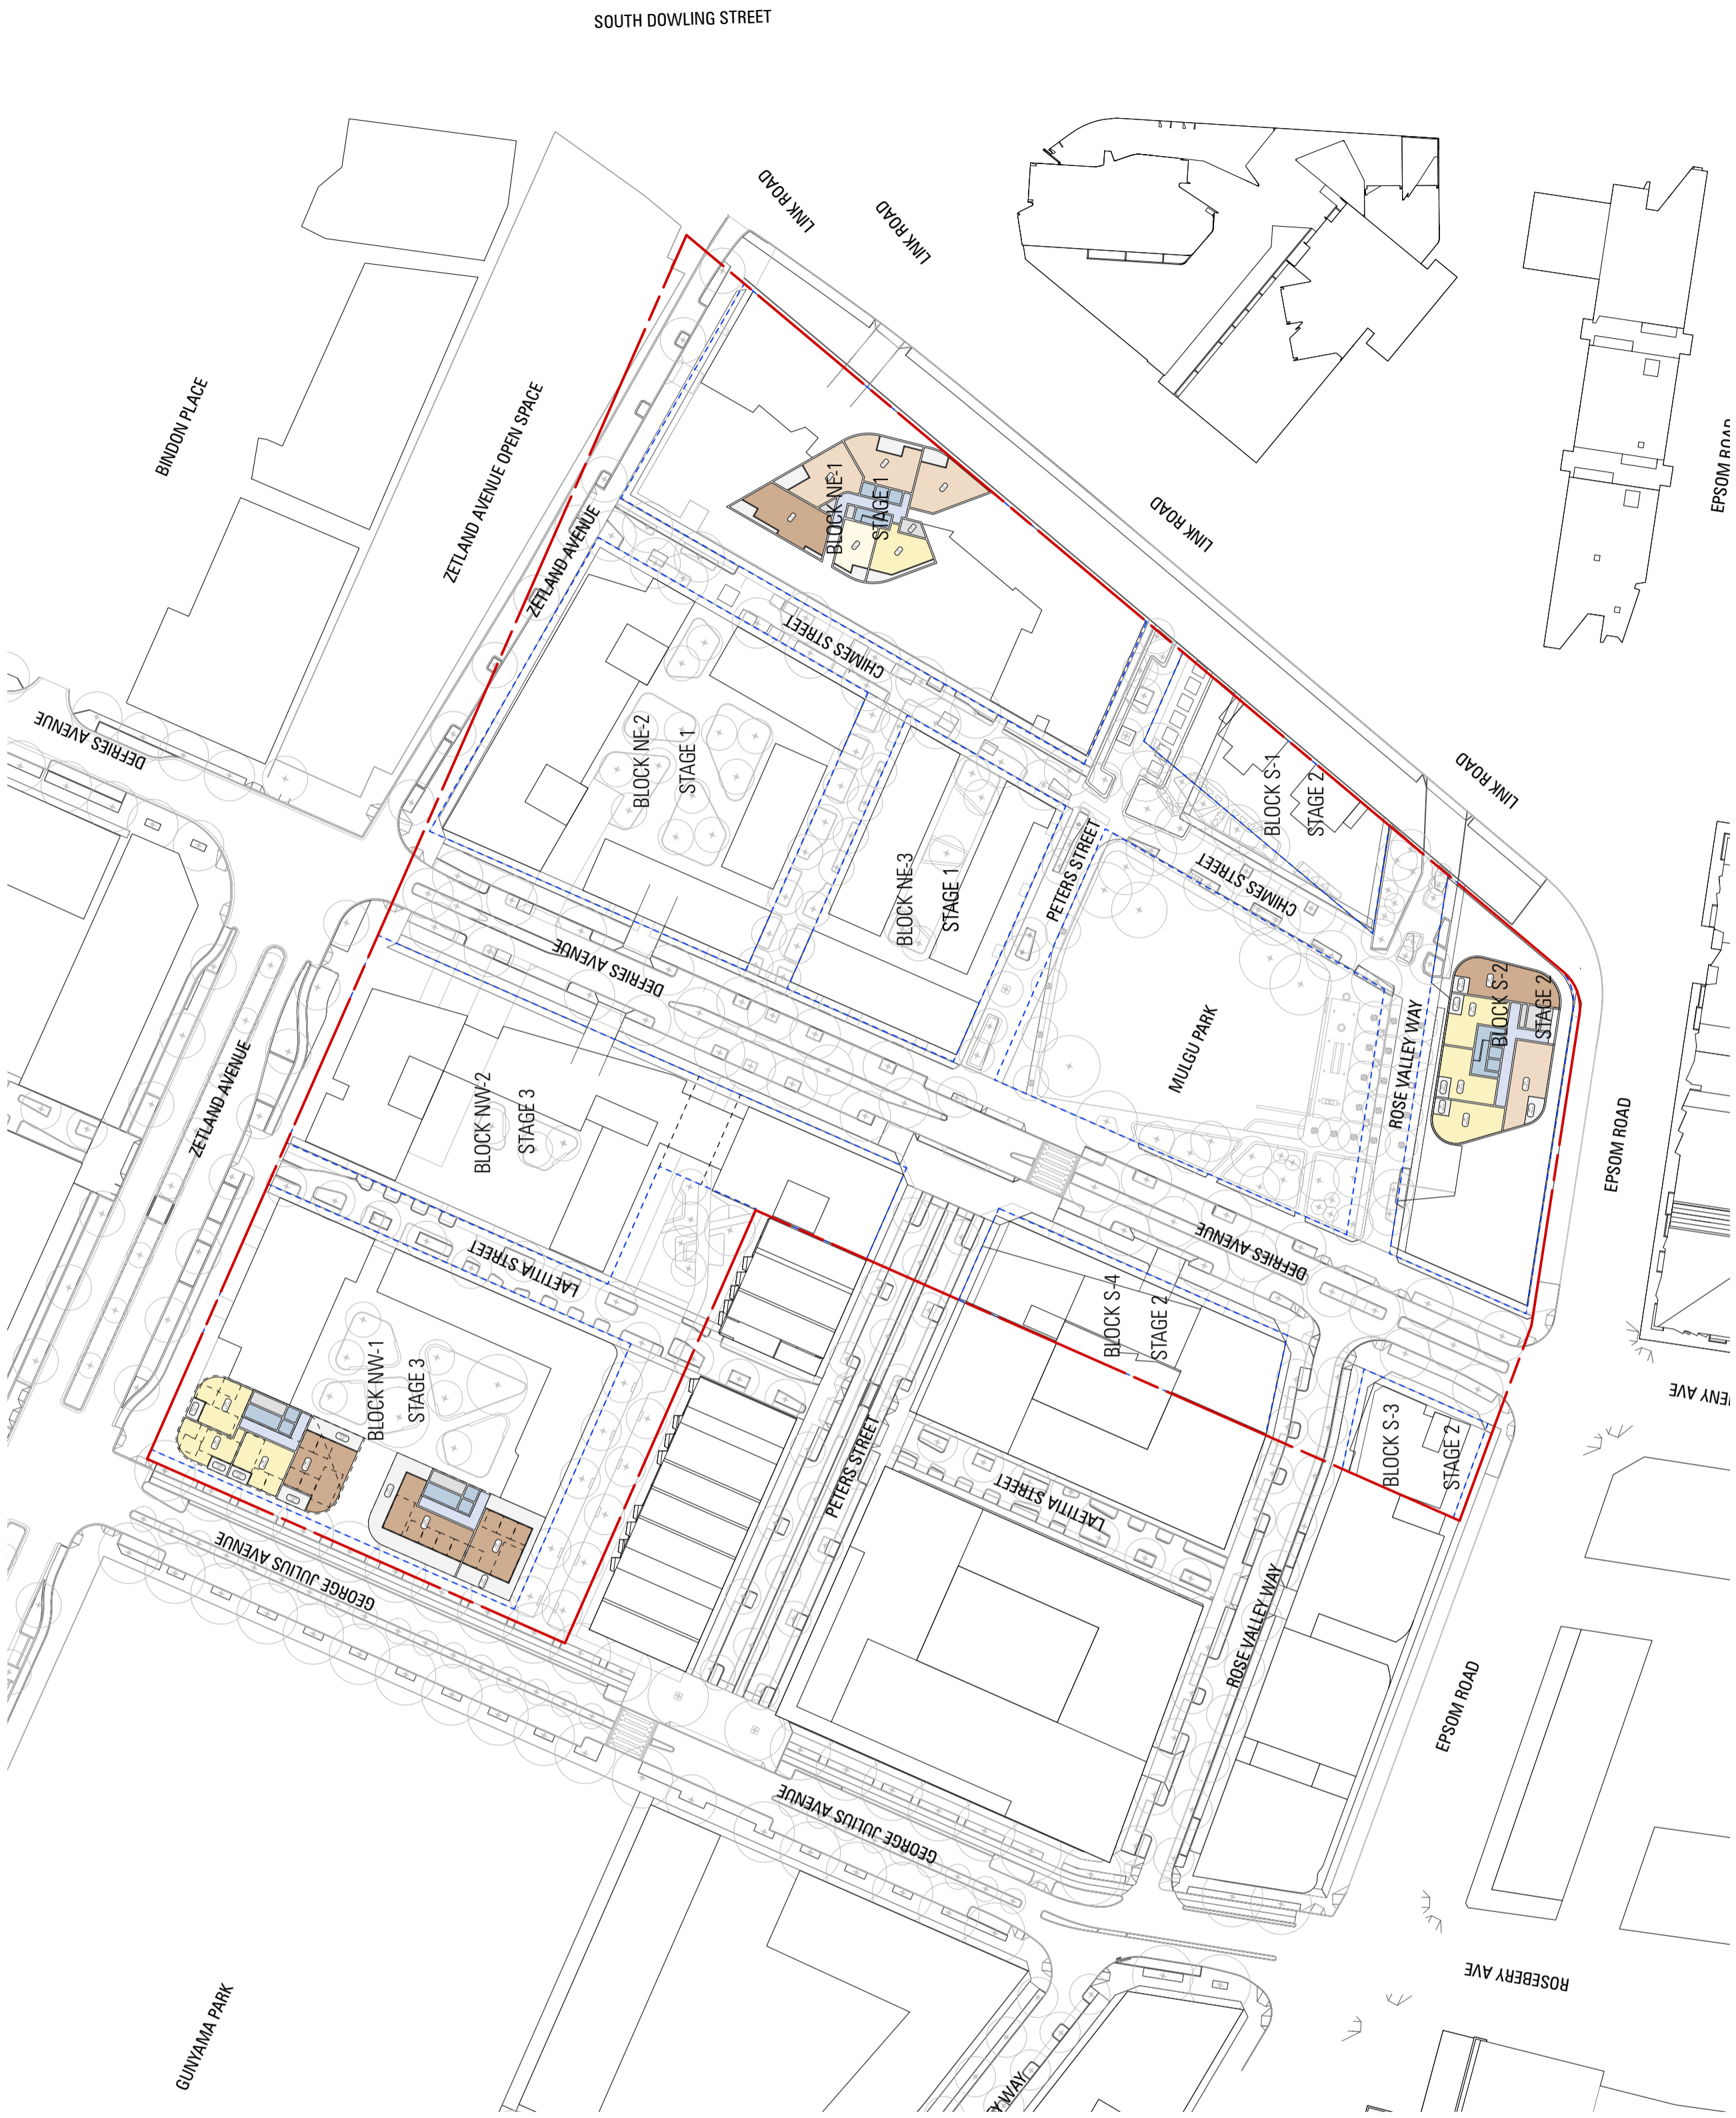 SOUTH DOWLING STREET
LINK ROAD
LINK ROAD
BINDON PLACE
ZETLAND AVENUE OPEN SPACE
EPSOM ROAD
BLOCK NE-1
STAGE 1
LINK ROAD
ZETLAND AVENUE
CHIMES STREET
DEFRIES AVENUE
BLOCK NE-2
STAGE 1
BLOCK S-1
STAGE 2
LINK ROAD
BLOCK NE-3
STAGE 1
PETERS STREET
CHIMES STREET
DEFRIES AVENUE
BLOCK S-2
STAGE 2
MULGU PARK
ROSE VALLEY WAY
ZETLAND AVENUE
BLOCK NW-2
STAGE 3
EPSOM ROAD
LAETITIA STREET
DEFRIES AVENUE
BLOCK S-4
STAGE 2
BLOCK NW-1
STAGE 3
AVE
BLOCK S-3
STAGE 2
PETERS STREET
LAETITIA STREET
GEORGE JULIUS AVENUE
ROSE VALLEY WAY
EPSOM ROAD
GEORGE JULIUS AVENUE
ROSEBERY AVE
GUNYAMA PARK
Y WAY